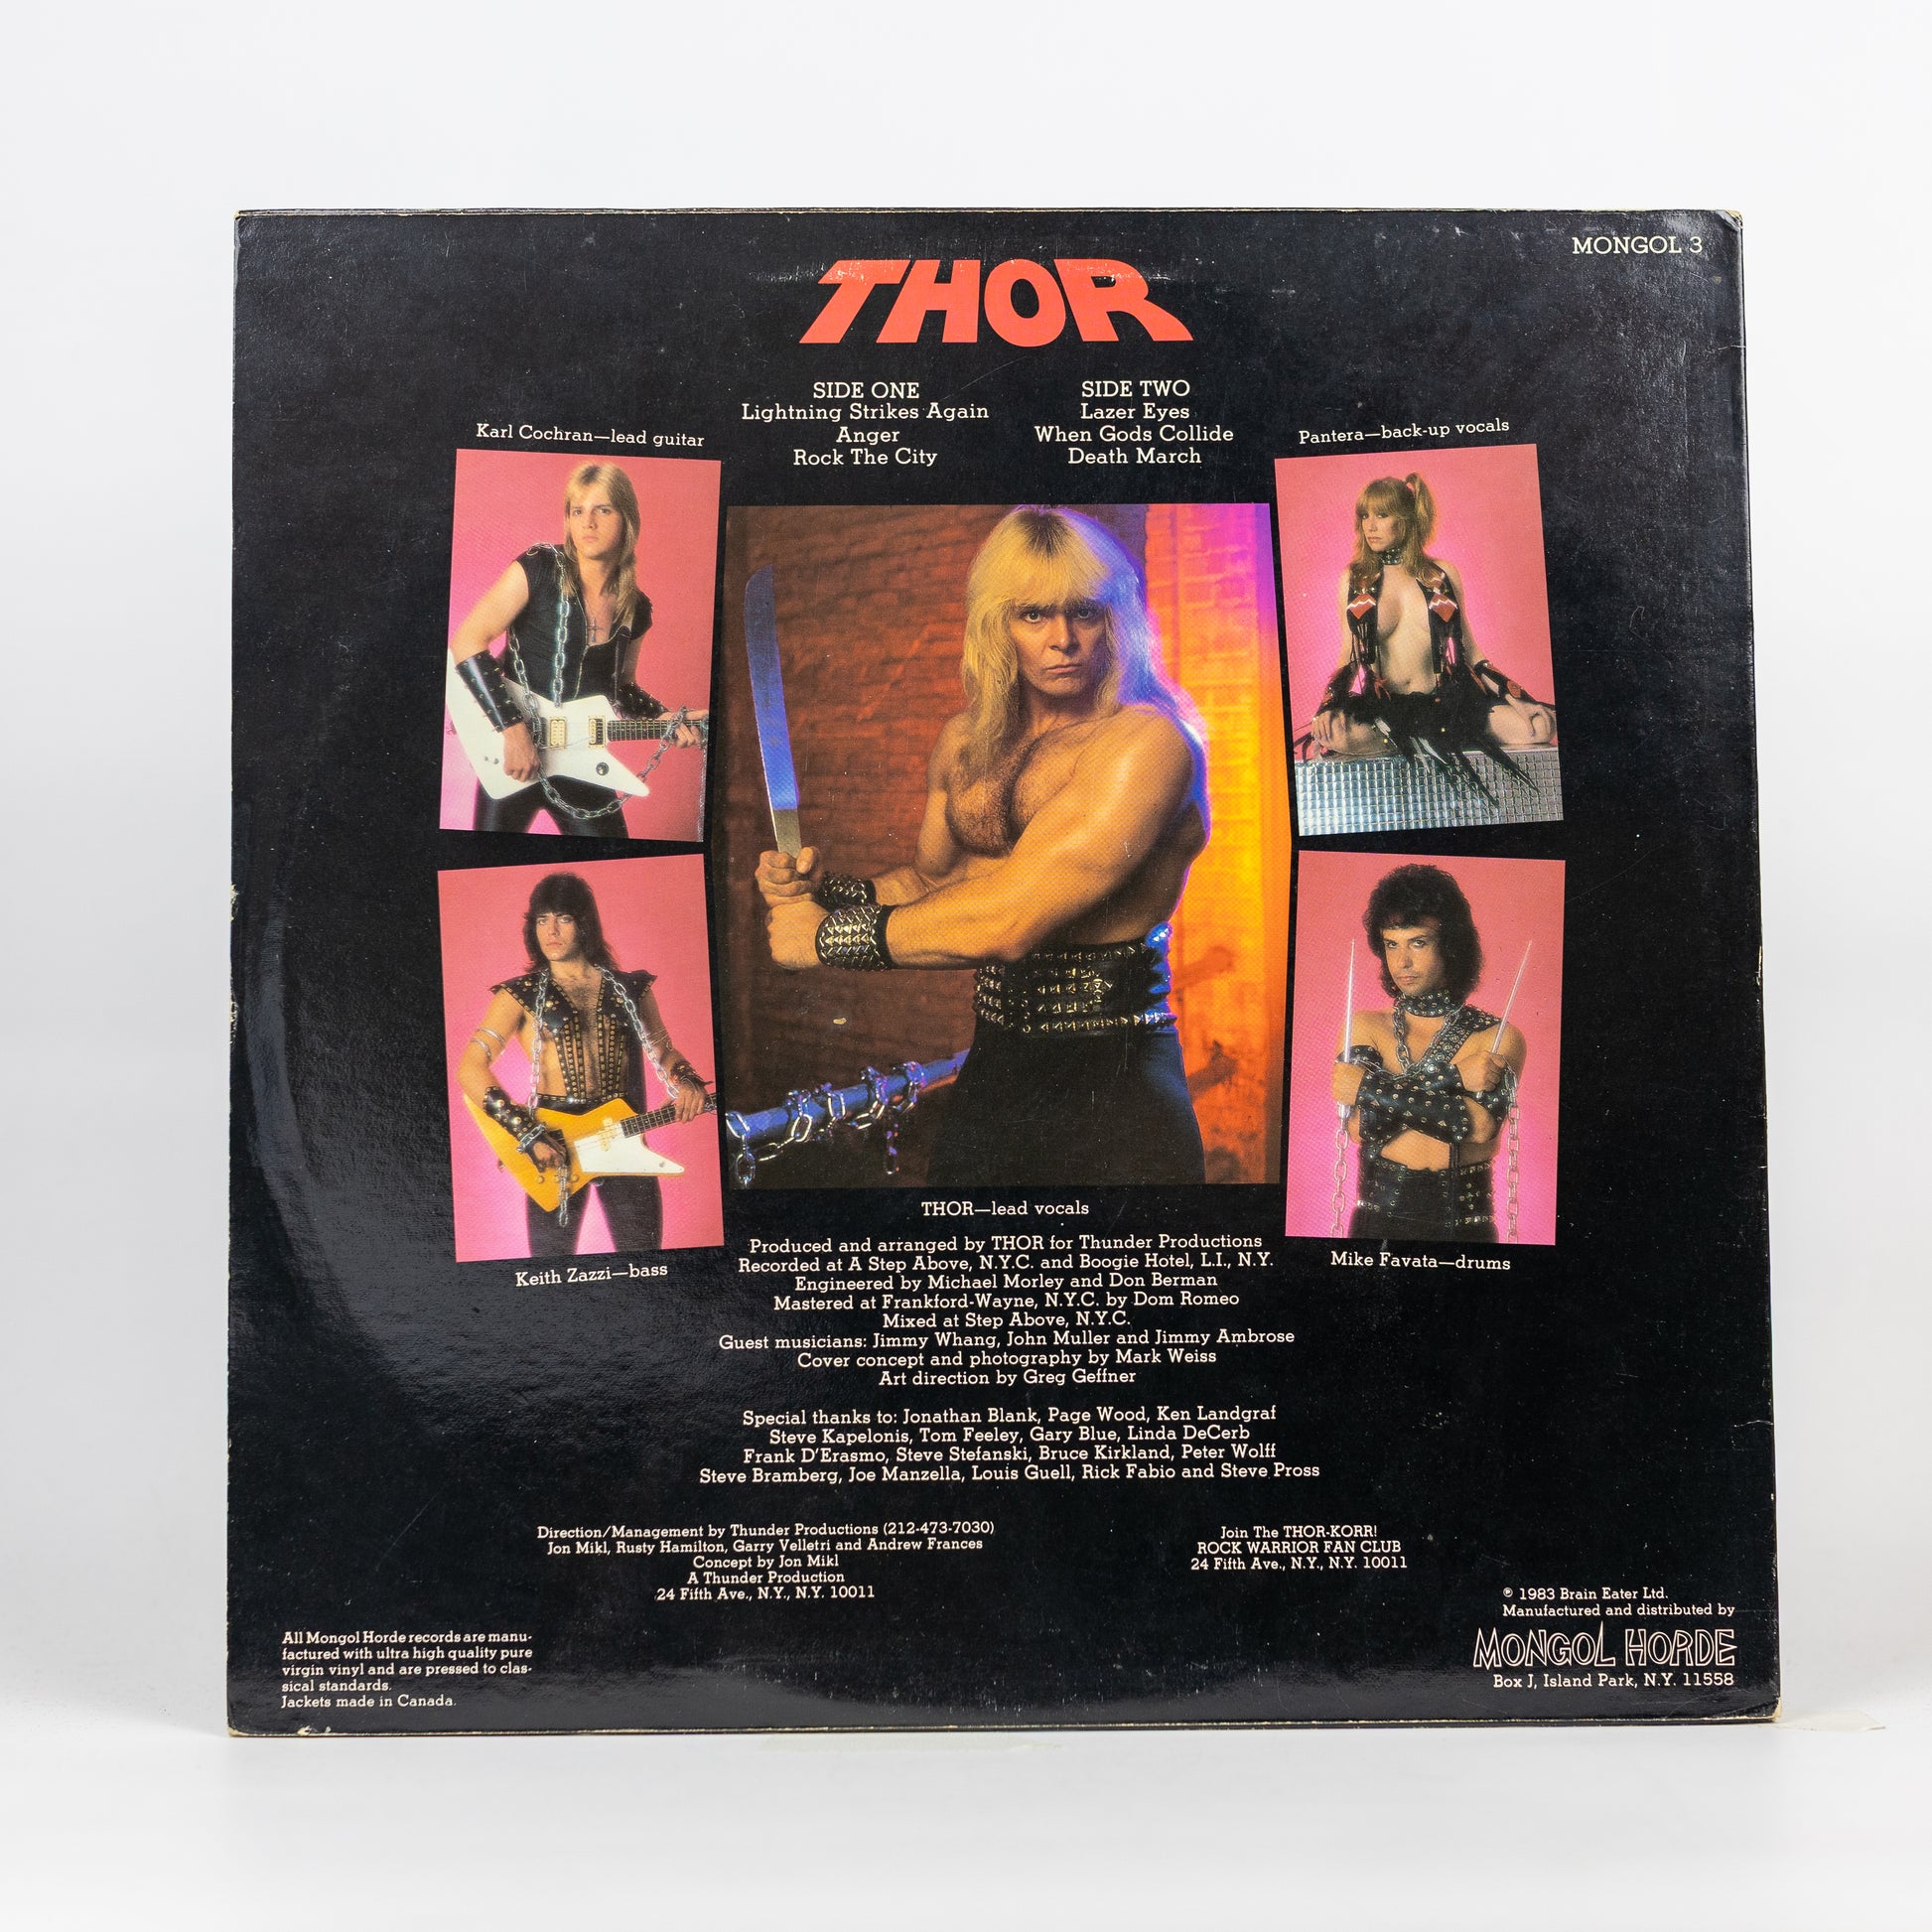 MONGOL 3
THOR
SIDE ONE
Lightning Strikes Again
Anger
Rock The City
SIDE TWO
Lazer Eyes
When Gods Collide
Death March
Karl Cochran—lead guitar
Pantera—back-up vocals
Keith Zazzi—bass
Mike Favata—drums
THOR—lead vocals
Produced and arranged by THOR for Thunder Productions
Recorded at A Step Above, N.Y.C. and Boogie Hotel, L.I., N.Y.
Engineered by Michael Morley and Don Berman
Mastered at Frankford-Wayne, N.Y.C. by Dom Romeo
Mixed at Step Above, N.Y.C.
Guest musicians: Jimmy Whang, John Muller and Jimmy Ambrose
Cover concept and photography by Mark Weiss
Art direction by Greg Geffner
Special thanks to: Jonathan Blank, Page Wood, Ken Landgraf
Steve Kapelonis, Tom Feeley, Gary Blue, Linda DeCerb
Frank D'Erasmo, Steve Stefanski, Bruce Kirkland, Peter Wolff
Steve Bramberg, Joe Manzella, Louis Guell, Rick Fabio and Steve Pross
Direction/Management by Thunder Productions (212-473-7030)
Jon Mikl, Rusty Hamilton, Garry Velletri and Andrew Frances
Concept by Jon Mikl
A Thunder Production
24 Fifth Ave., N.Y., N.Y. 10011
Join The THOR-KORR!
ROCK WARRIOR FAN CLUB
24 Fifth Ave., N.Y., N.Y. 10011
All Mongol Horde records are manu-
factured with ultra high quality pure
virgin vinyl and are pressed to clas-
sical standards.
Jackets made in Canada.
℗ 1983 Brain Eater Ltd.
Manufactured and distributed by
MONGOL HORDE
Box J, Island Park, N.Y. 11558